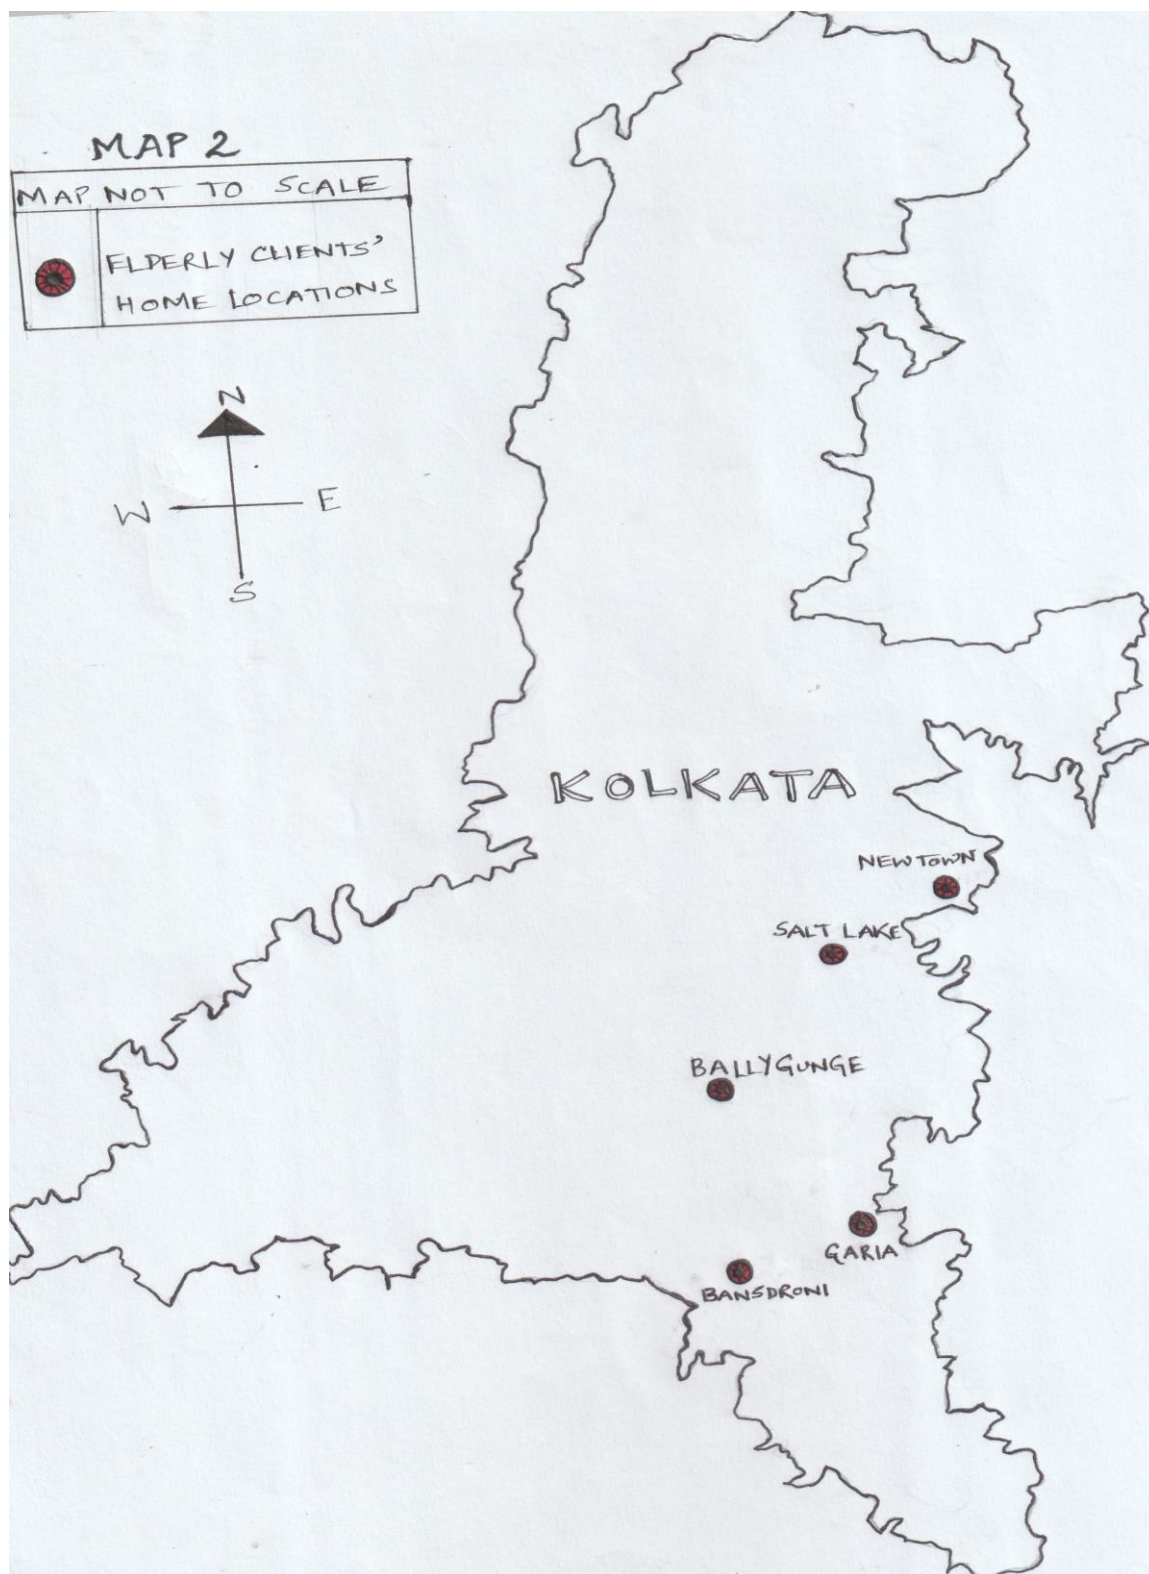 MAP 2
MAP NOT TO SCALE
ELDERLY CLIENTS'
HOME LOCATIONS
N
W E
S
KOLKATA
NEW TOWN
SALT LAKE
BALLYGUNGE
GARIA
BANSDRONI